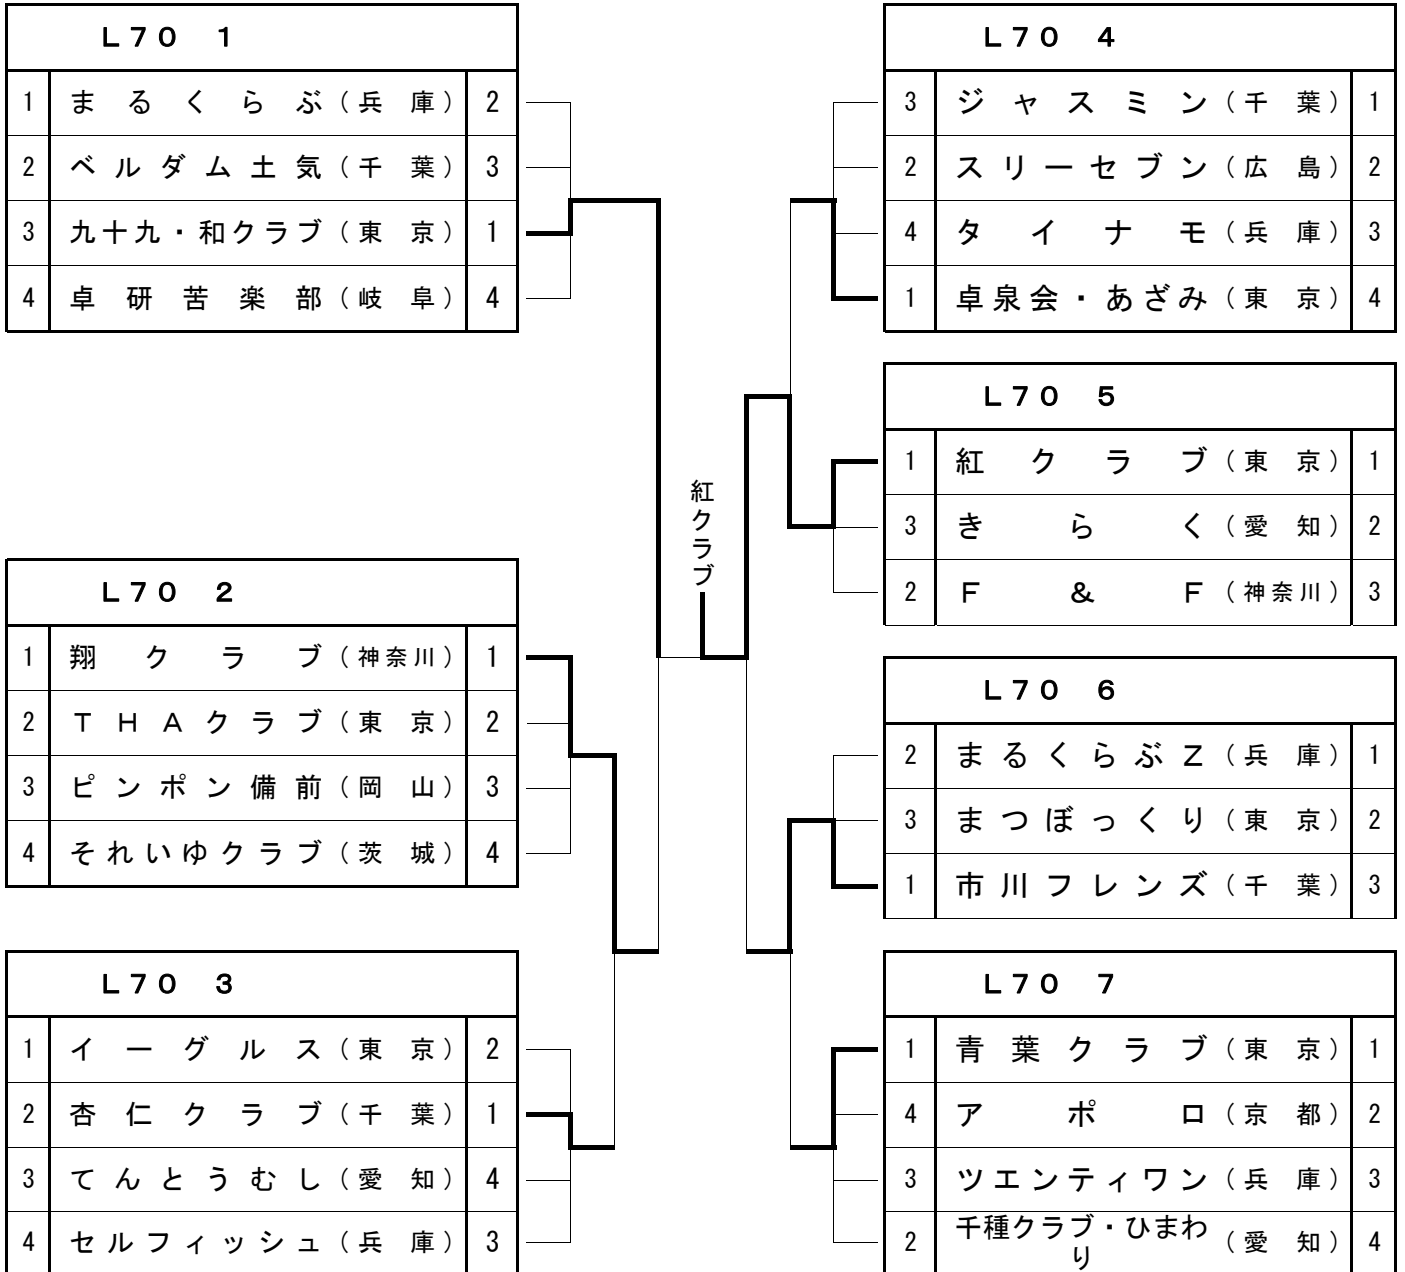 L70 1
1 まるくらぶ(兵 庫) 2
2 ベルダム土気(千 葉) 3
3 九十九・和クラブ(東 京) 1
4 卓研苦楽部(岐 阜) 4
L70 2
1 翔クラブ(神奈川) 1
2 THAクラブ(東 京) 2
3 ピンポン備前(岡 山) 3
4 それいゆクラブ(茨 城) 4
L70 3
1 イーグルス(東 京) 2
2 杏仁クラブ(千 葉) 1
3 てんとうむし(愛 知) 4
4 セルフィッシュ(兵 庫) 3
紅クラブ
L70 4
3 ジャスミン(千 葉) 1
2 スリーセブン(広 島) 2
4 タイナモ(兵 庫) 3
1 卓泉会・あざみ(東 京) 4
L70 5
1 紅クラブ(東 京) 1
3 きらく(愛 知) 2
2 F&F(神奈川) 3
L70 6
2 まるくらぶZ(兵 庫) 1
3 まつぼっくり(東 京) 2
1 市川フレンズ(千 葉) 3
L70 7
1 青葉クラブ(東 京) 1
4 アポロ(京 都) 2
3 ツエンティワン(兵 庫) 3
2 千種クラブ・ひまわ(愛 知) 4
り